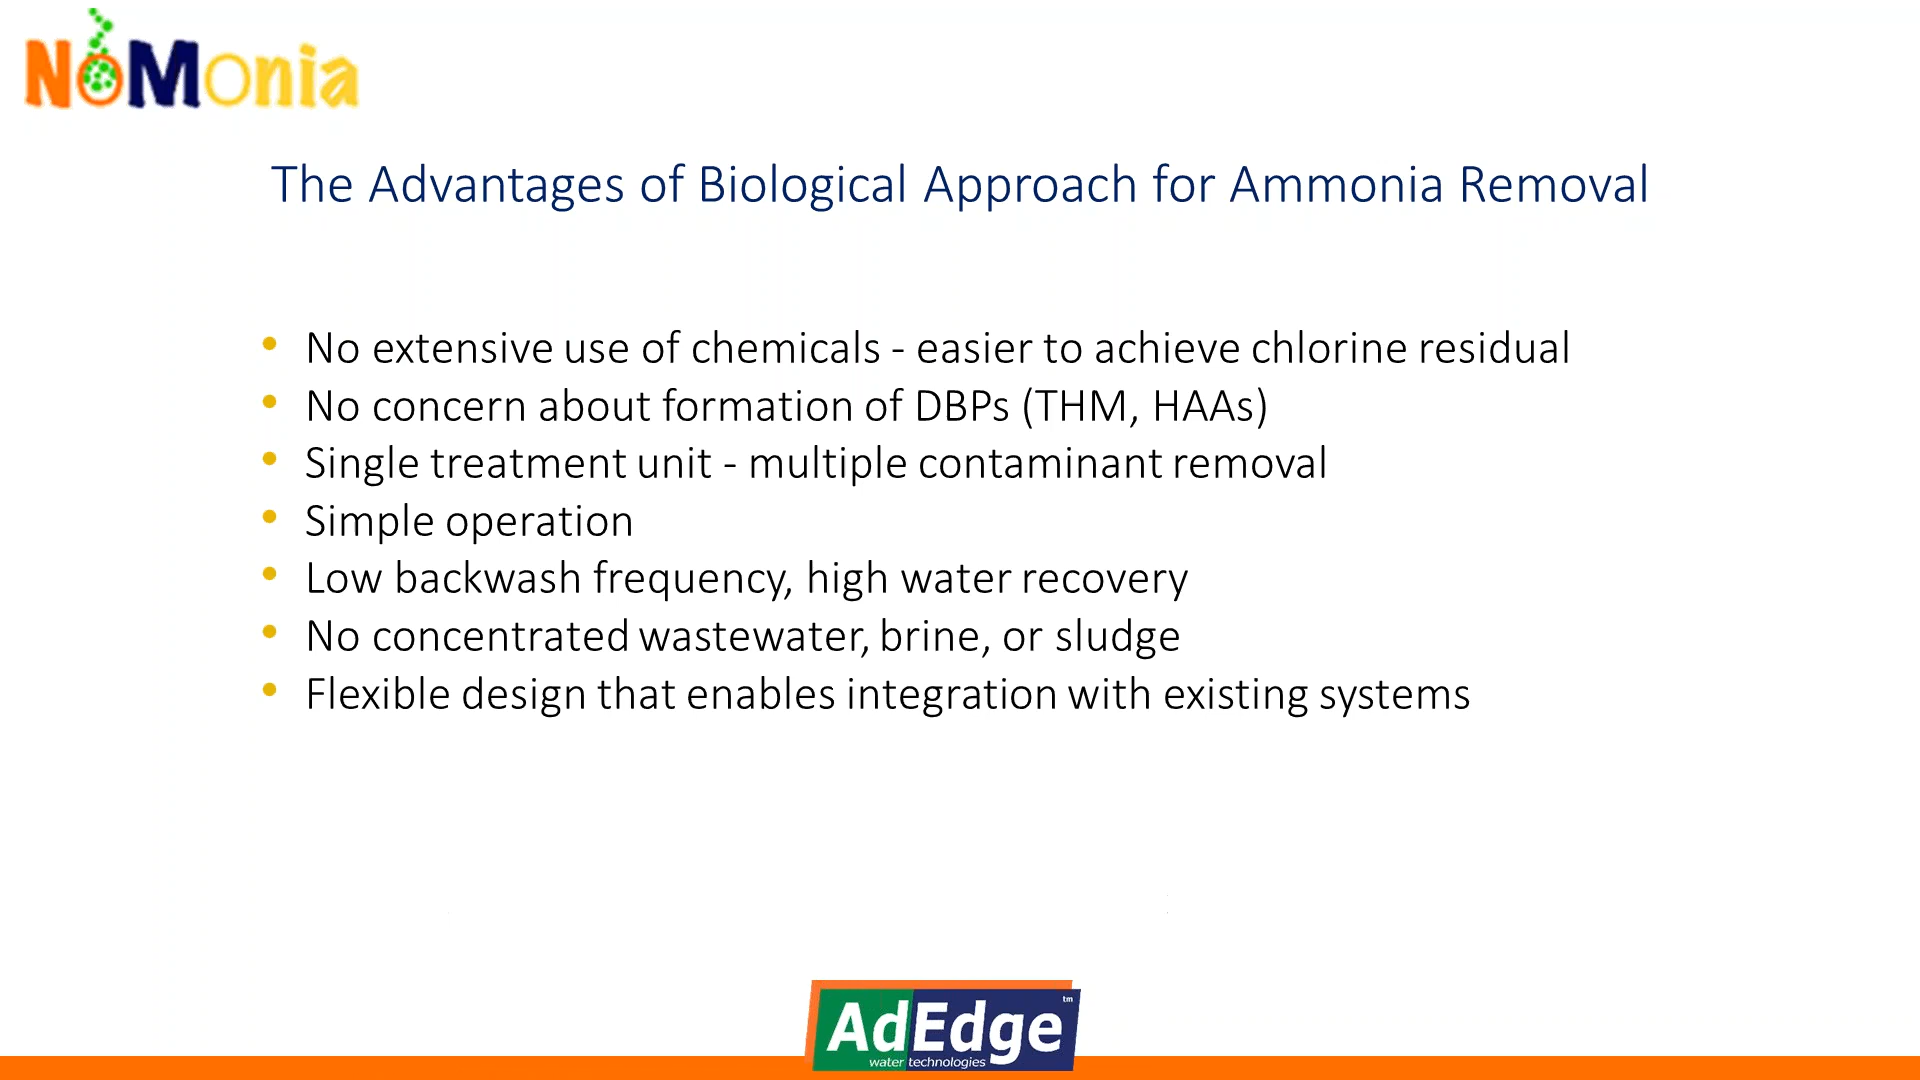 NoMonia
The Advantages of Biological Approach for Ammonia Removal
• No extensive use of chemicals - easier to achieve chlorine residual
• No concern about formation of DBPs (THM, HAAs)
• Single treatment unit - multiple contaminant removal
• Simple operation
• Low backwash frequency, high water recovery
• No concentrated wastewater, brine, or sludge
• Flexible design that enables integration with existing systems
AdEdge tm
water technologies